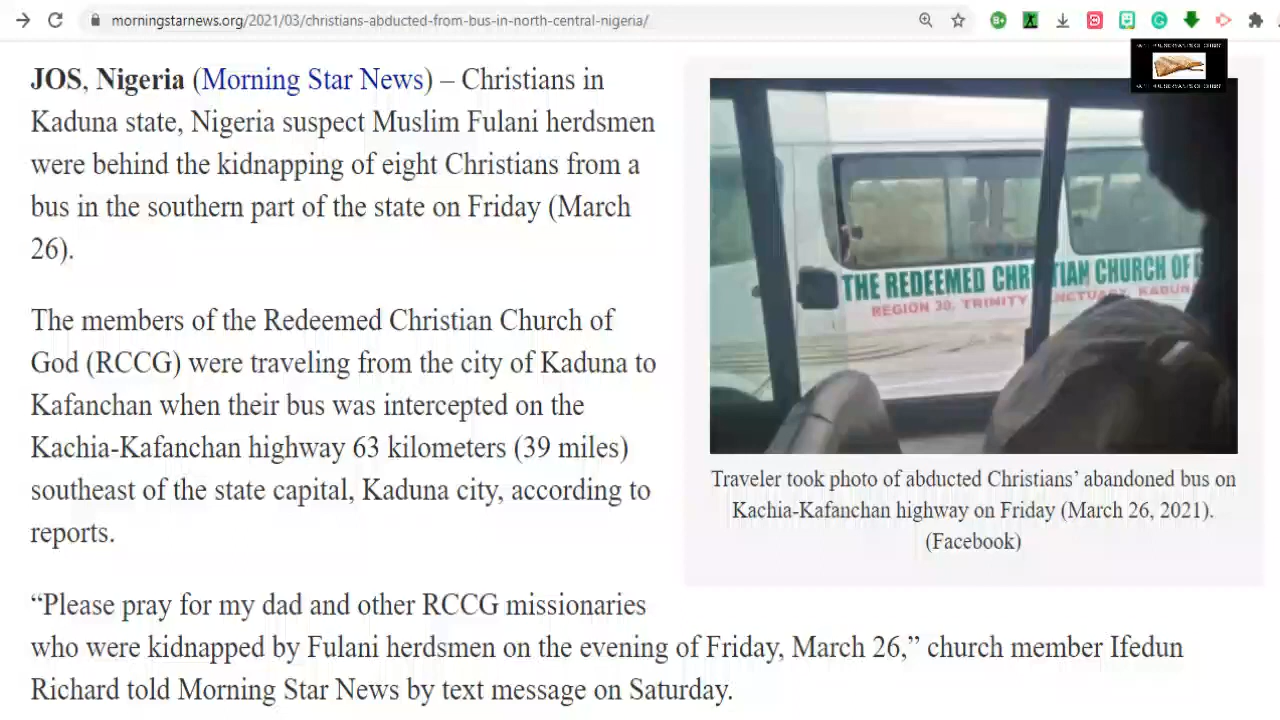 morningstarnews.org/2021/03/christians-abducted-from-bus-in-north-central-nigeria/
JOS, Nigeria (Morning Star News) – Christians in
Kaduna state, Nigeria suspect Muslim Fulani herdsmen
were behind the kidnapping of eight Christians from a
bus in the southern part of the state on Friday (March
26).
The members of the Redeemed Christian Church of
God (RCCG) were traveling from the city of Kaduna to
Kafanchan when their bus was intercepted on the
Kachia-Kafanchan highway 63 kilometers (39 miles)
southeast of the state capital, Kaduna city, according to
reports.
“Please pray for my dad and other RCCG missionaries
who were kidnapped by Fulani herdsmen on the evening of Friday, March 26,” church member Ifedun
Richard told Morning Star News by text message on Saturday.
THE REDEEMED CHRI TIAN CHURCH OF
REGION 30, TRINITY
Traveler took photo of abducted Christians’ abandoned bus on
Kachia-Kafanchan highway on Friday (March 26, 2021).
(Facebook)